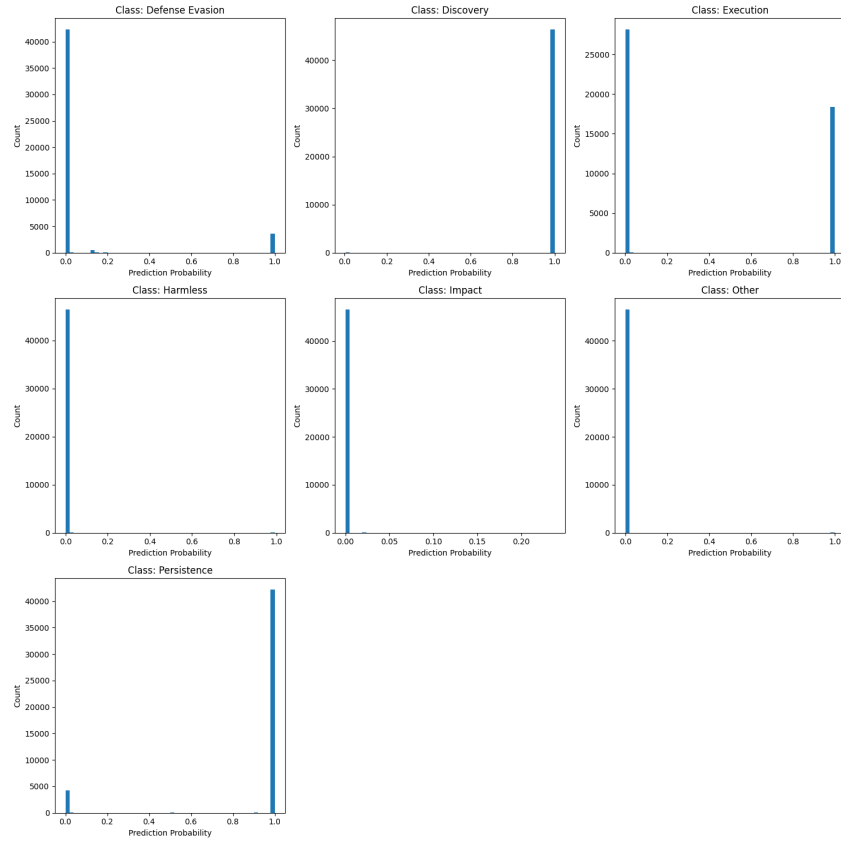 Class: Defense Evasion
Count
40000
35000
30000
25000
20000
15000
10000
5000
0
0.0 0.2 0.4 0.6 0.8 1.0
Prediction Probability
Class: Discovery
Count
40000
30000
20000
10000
0
0.0 0.2 0.4 0.6 0.8 1.0
Prediction Probability
Class: Execution
Count
25000
20000
15000
10000
5000
0
0.0 0.2 0.4 0.6 0.8 1.0
Prediction Probability
Class: Harmless
Count
40000
30000
20000
10000
0
0.0 0.2 0.4 0.6 0.8 1.0
Prediction Probability
Class: Impact
Count
40000
30000
20000
10000
0
0.00 0.05 0.10 0.15 0.20
Prediction Probability
Class: Other
Count
40000
30000
20000
10000
0
0.0 0.2 0.4 0.6 0.8 1.0
Prediction Probability
Class: Persistence
Count
40000
35000
30000
25000
20000
15000
10000
5000
0
0.0 0.2 0.4 0.6 0.8 1.0
Prediction Probability